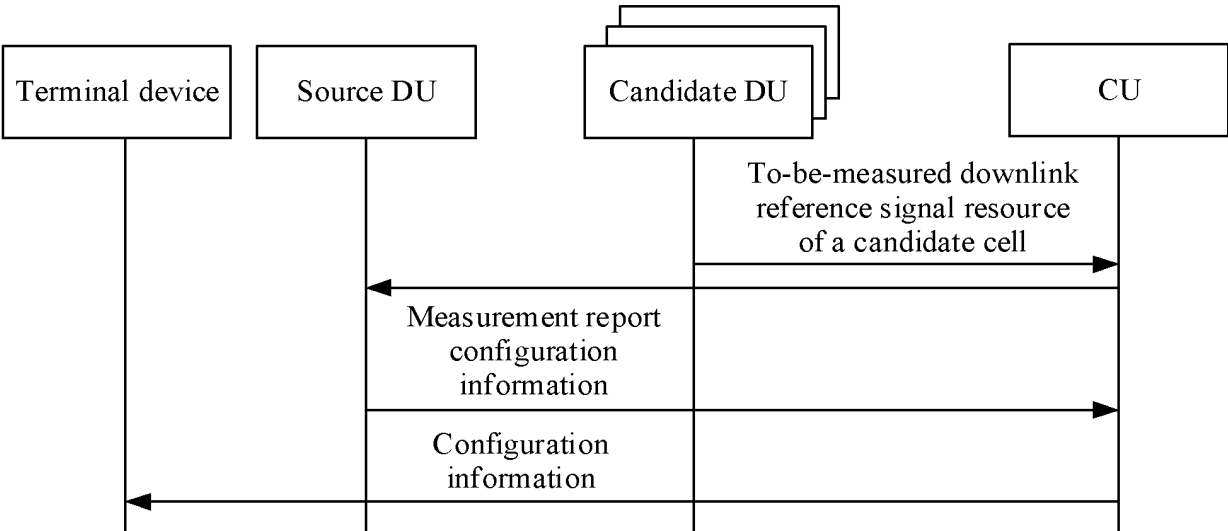 Terminal device
Source DU
Candidate DU
CU
To-be-measured downlink
reference signal resource
of a candidate cell
Measurement report
configuration
information
Configuration
information